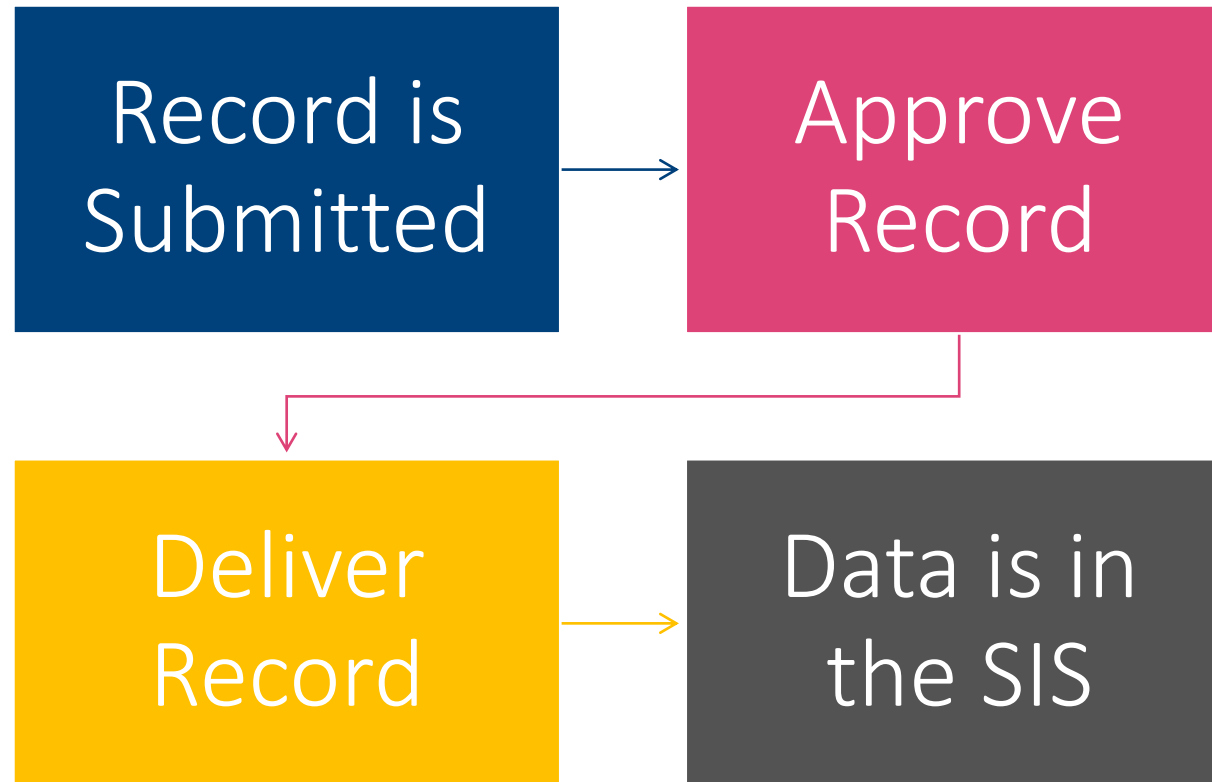 Record is
Submitted
Approve
Record
Deliver
Record
Data is in
the SIS